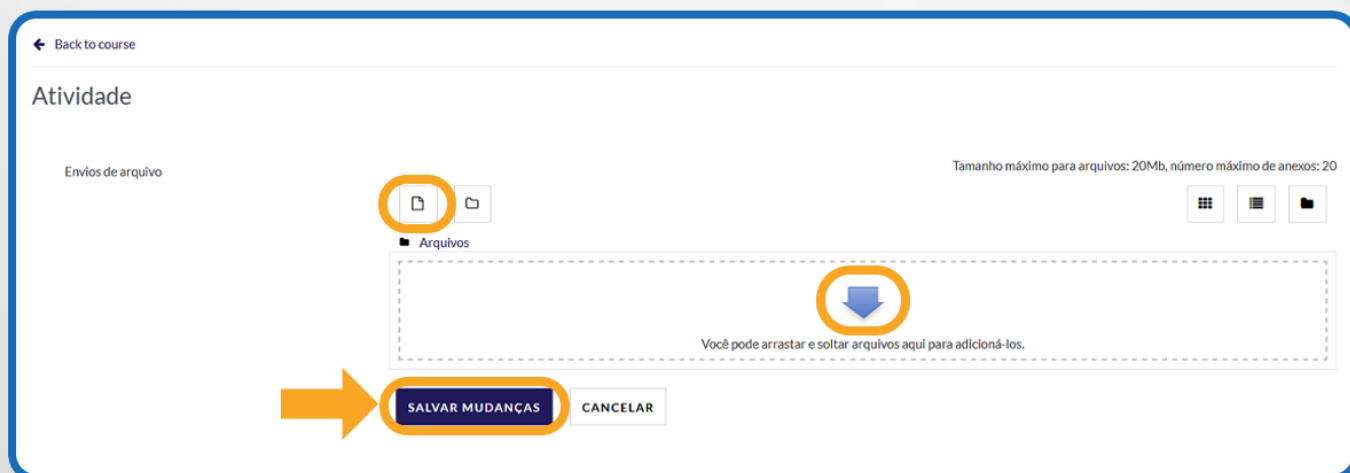 Back to course
Atividade
Envios de arquivo
Tamanho máximo para arquivos: 20Mb, número máximo de anexos: 20
Arquivos
Você pode arrastar e soltar arquivos aqui para adicioná-los.
SALVAR MUDANÇAS
CANCELAR